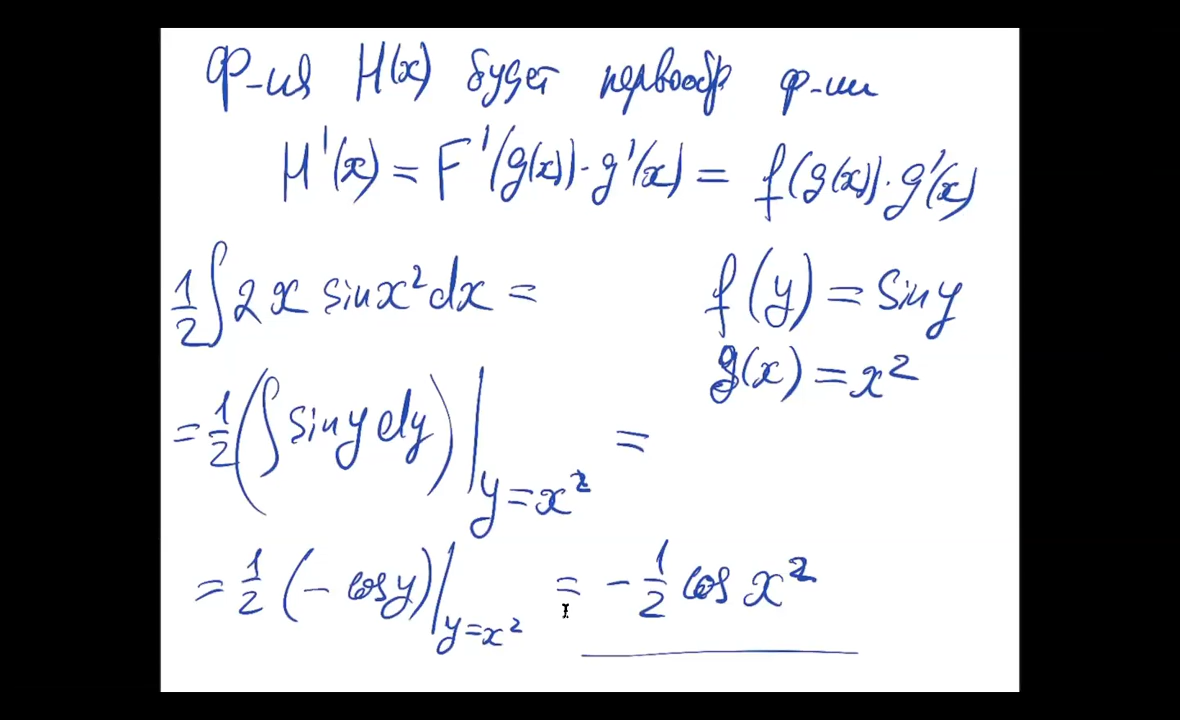 Ф-ия H(x) будет первообр ф-ии
H'(x) = F'(g(x))·g'(x) = f(g(x))·g'(x)
1/2 ∫ 2x sin x² dx =
f(y) = sin y
g(x) = x²
= 1/2 (∫ sin y dy) |y=x² =
= 1/2 (- cos y) |y=x² = - 1/2 cos x²